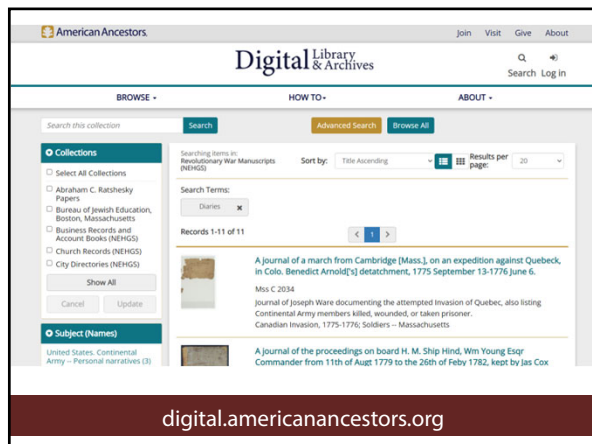 American Ancestors.
Join Visit Give About
Digital Library & Archives
Search Log in
BROWSE
HOW TO
ABOUT
Search this collection
Search
Advanced Search
Browse All
Collections
Select All Collections
Abraham C. Ratshesky
Papers
Bureau of Jewish Education,
Boston, Massachusetts
Business Records and
Account Books (NEHGS)
Church Records (NEHGS)
City Directories (NEHGS)
Show All
Cancel Update
Subject (Names)
United States. Continental
Army -- Personal narratives (3)
Searching items in:
Revolutionary War Manuscripts
(NEHGS)
Sort by: Title Ascending
Results per
page: 20
Search Terms:
Diaries
Records 1-11 of 11
< 1 >
A journal of a march from Cambridge [Mass.], on an expedition against Quebeck,
in Colo. Benedict Arnold['s] detatchment, 1775 September 13-1776 June 6.
Mss C 2034
Journal of Joseph Ware documenting the attempted Invasion of Quebec, also listing
Continental Army members killed, wounded, or taken prisoner.
Canadian Invasion, 1775-1776; Soldiers -- Massachusetts
A journal of the proceedings on board H. M. Ship Hind, Wm Young Esqr
Commander from 11th of Augt 1779 to the 26th of Feby 1782, kept by Jas Cox
digital.americanancestors.org